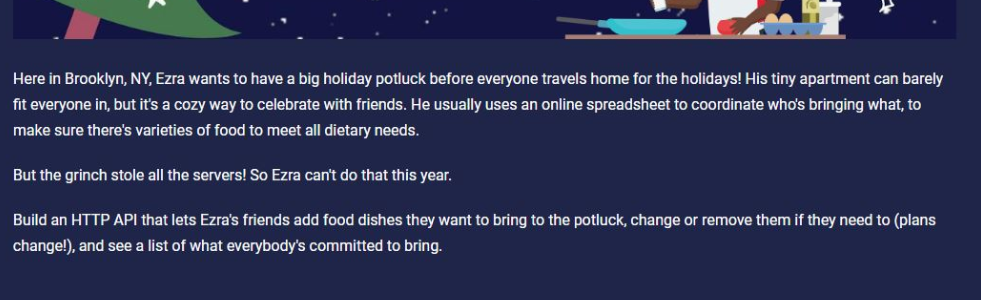 Here in Brooklyn, NY, Ezra wants to have a big holiday potluck before everyone travels home for the holidays! His tiny apartment can barely
fit everyone in, but it's a cozy way to celebrate with friends. He usually uses an online spreadsheet to coordinate who's bringing what, to
make sure there's varieties of food to meet all dietary needs.
But the grinch stole all the servers! So Ezra can't do that this year.
Build an HTTP API that lets Ezra's friends add food dishes they want to bring to the potluck, change or remove them if they need to (plans
change!), and see a list of what everybody's committed to bring.